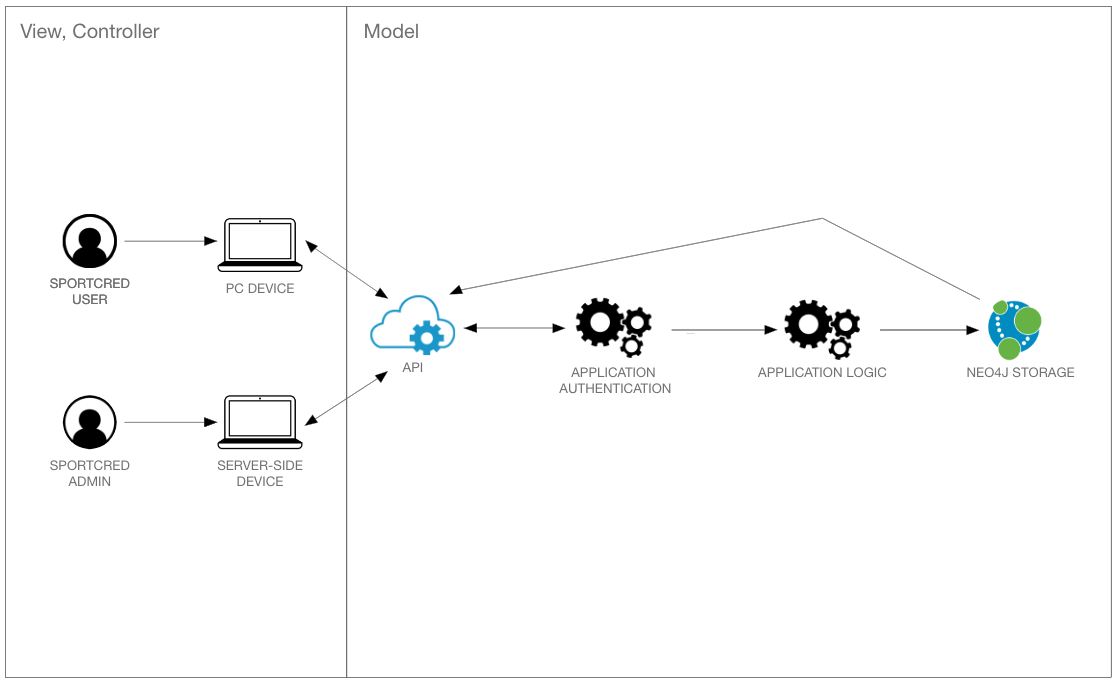 View, Controller
Model
SPORTCRED
USER
PC DEVICE
API
APPLICATION
AUTHENTICATION
APPLICATION LOGIC
NEO4J STORAGE
SPORTCRED
ADMIN
SERVER-SIDE
DEVICE